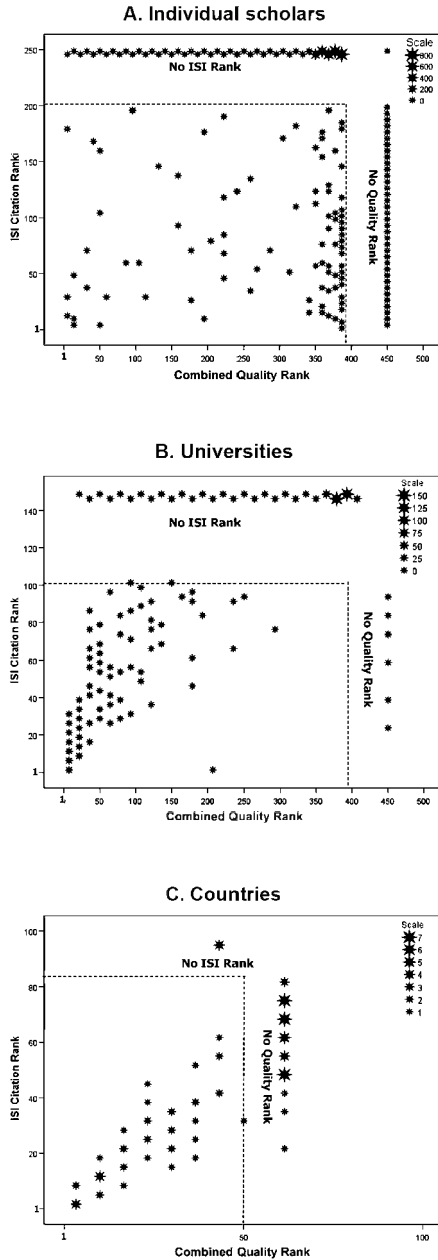 A. Individual scholars
Scale
800
600
400
200
0
No ISI Rank
No Quality Rank
250
200
150
100
50
1
ISI Citation Ranki
1 50 100 150 200 250 300 350 400 450 500
Combined Quality Rank
B. Universities
Scale
150
125
100
75
50
25
0
No ISI Rank
No Quality Rank
140
120
100
80
60
40
20
1
ISI Citation Rank
1, 50 100 150 200 250 300 350 400 450 500
Combined Quality Rank
C. Countries
Scale
7
6
5
4
3
2
1
No ISI Rank
No Quality Rank
100
80
60
40
20
1
ISI Citation Rank
1 50 100
Combined Quality Rank